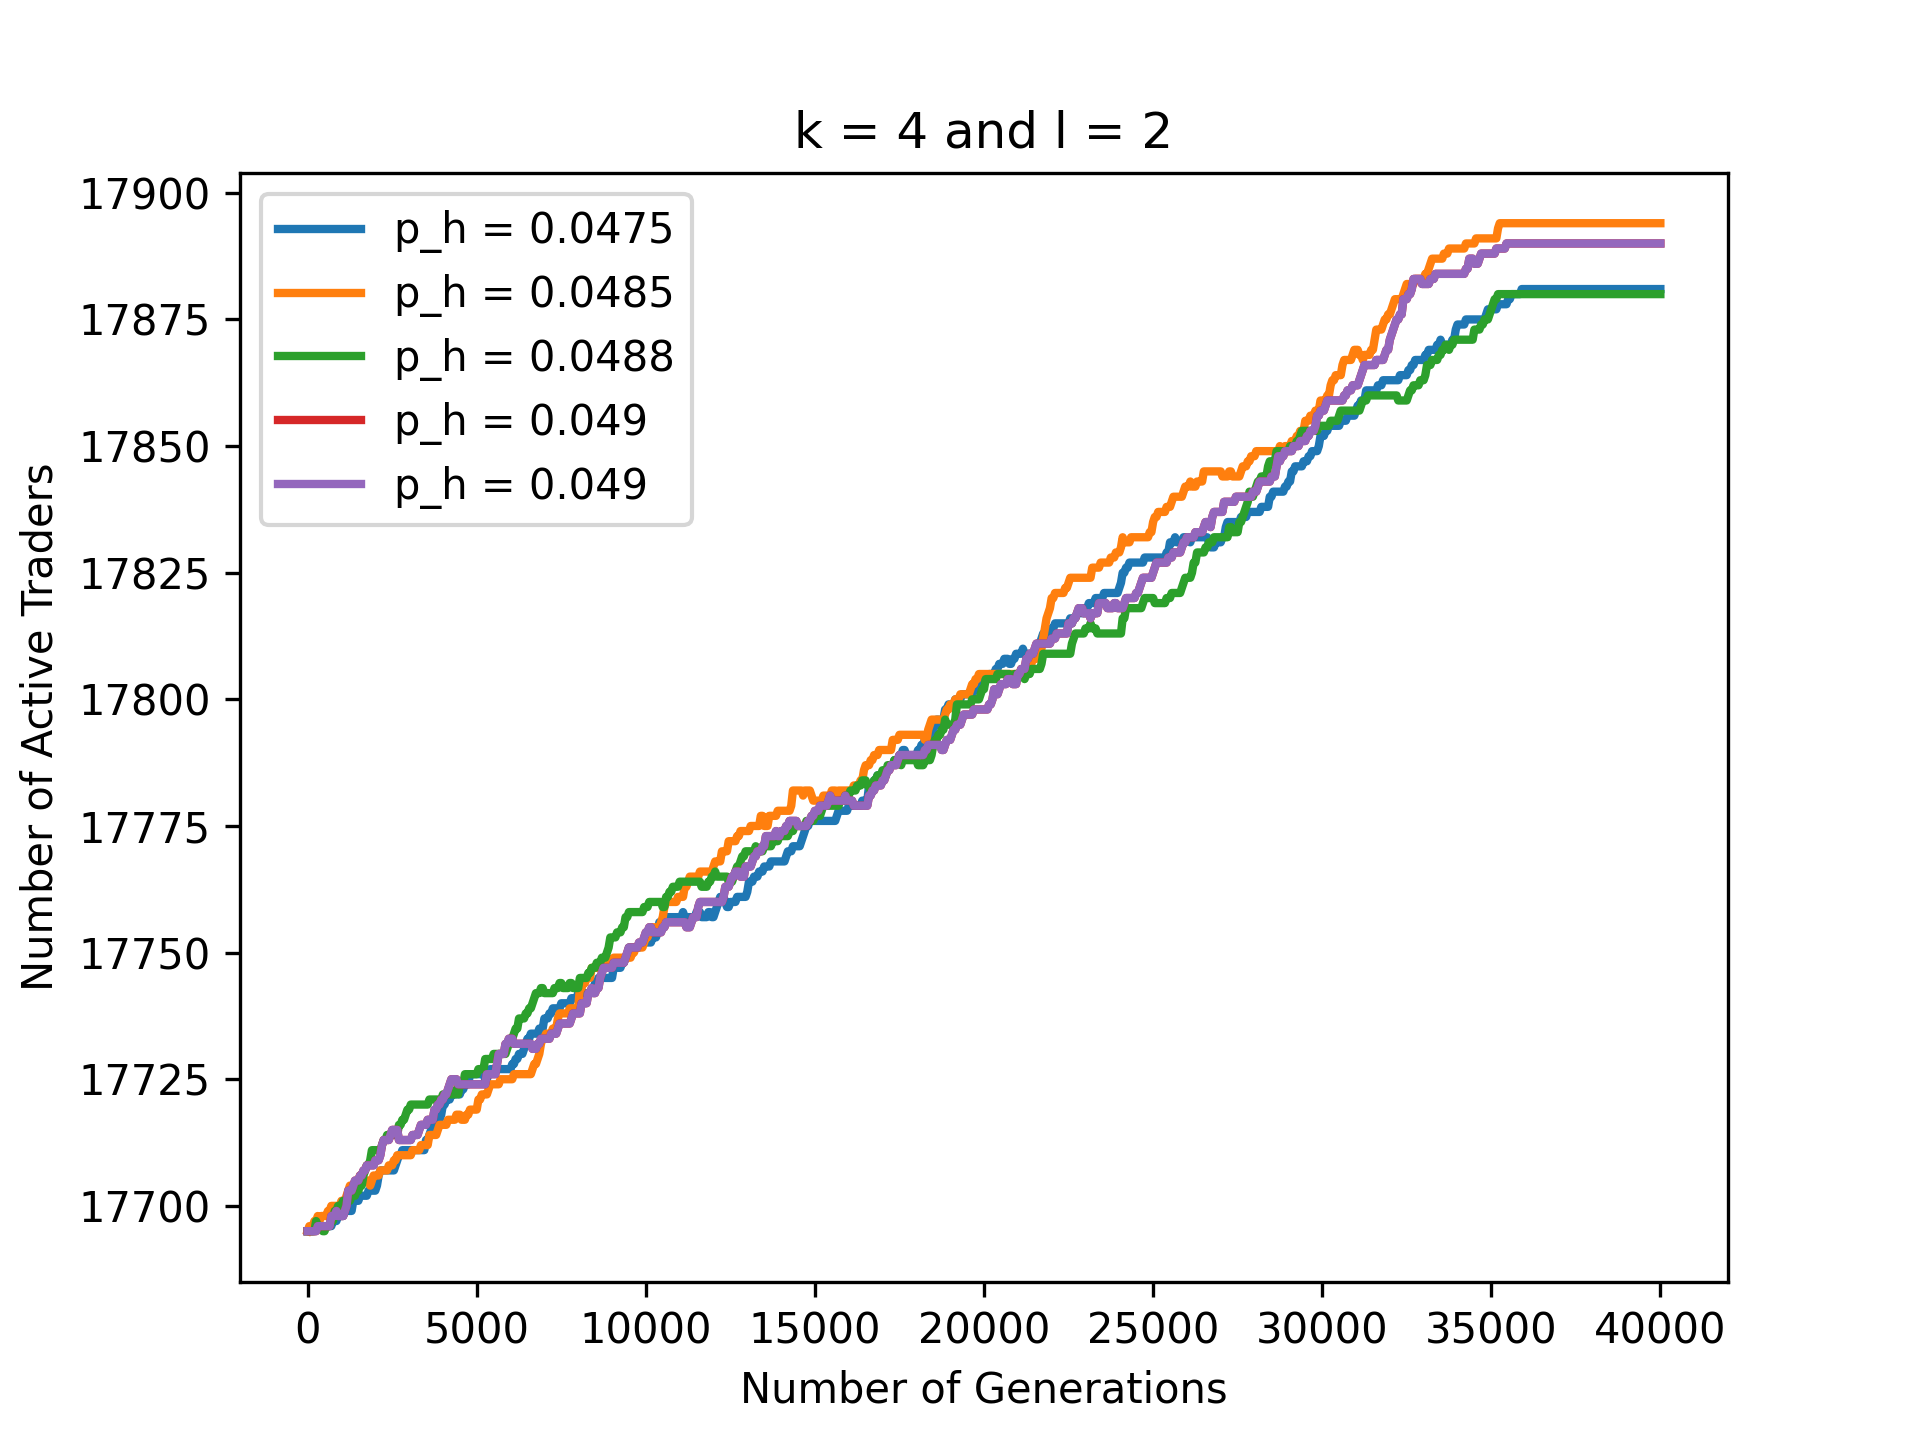 k = 4 and l = 2
17900
17875
17850
17825
17800
17775
17750
17725
17700
Number of Active Traders
p_h = 0.0475
p_h = 0.0485
p_h = 0.0488
p_h = 0.049
p_h = 0.049
0 5000 10000 15000 20000 25000 30000 35000 40000
Number of Generations